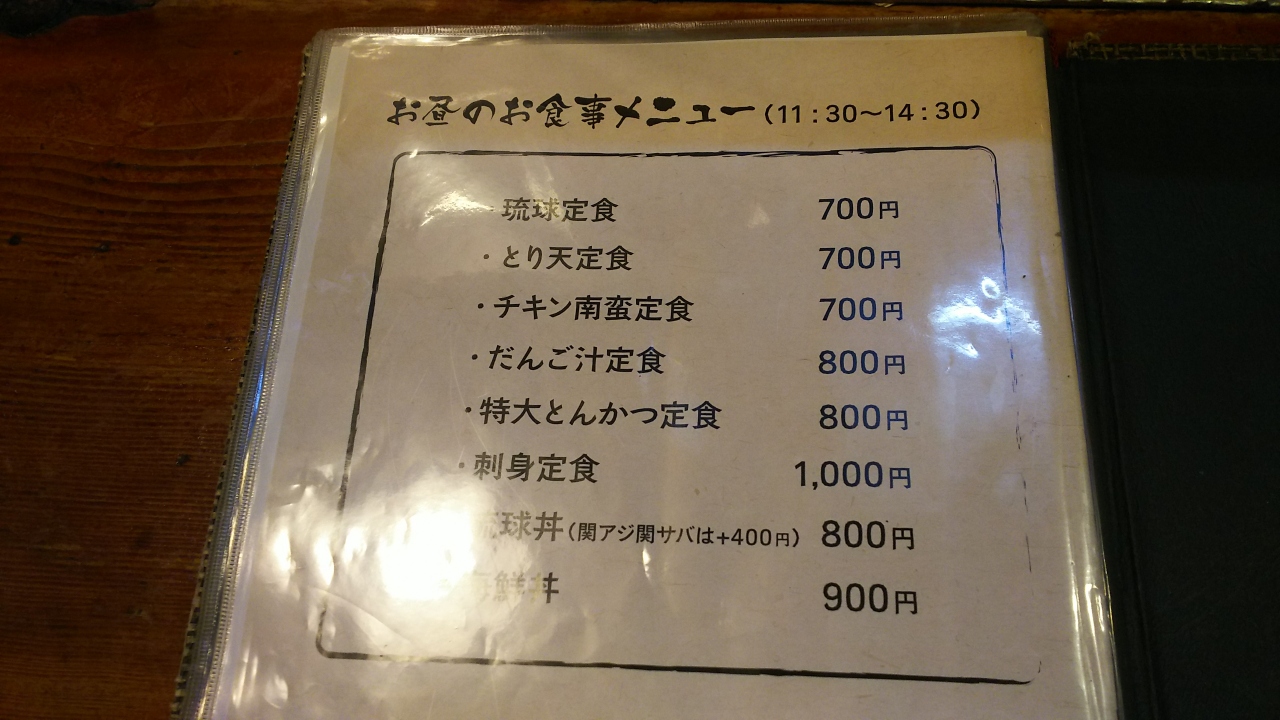 お昼のお食事メニュー(11:30～14:30)
・琉球定食 700円
・とり天定食 700円
・チキン南蛮定食 700円
・だんご汁定食 800円
・特大とんかつ定食 800円
・刺身定食 1,000円
琉球丼(関アジ関サバは+400円) 800円
海鮮丼 900円